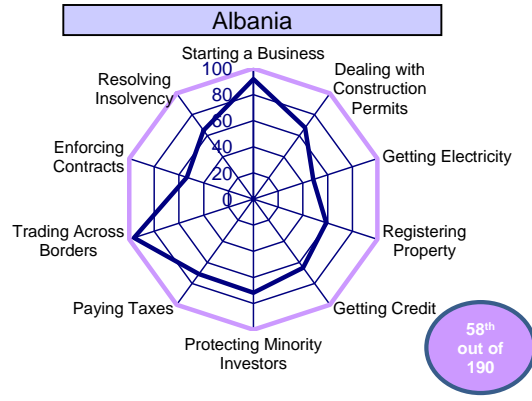 Albania
Starting a Business
Dealing with
Construction
Permits
Getting Electricity
Registering
Property
Getting Credit
Protecting Minority
Investors
Paying Taxes
Trading Across
Borders
Enforcing
Contracts
Resolving
Insolvency
100
80
60
40
20
0
58th
out of
190